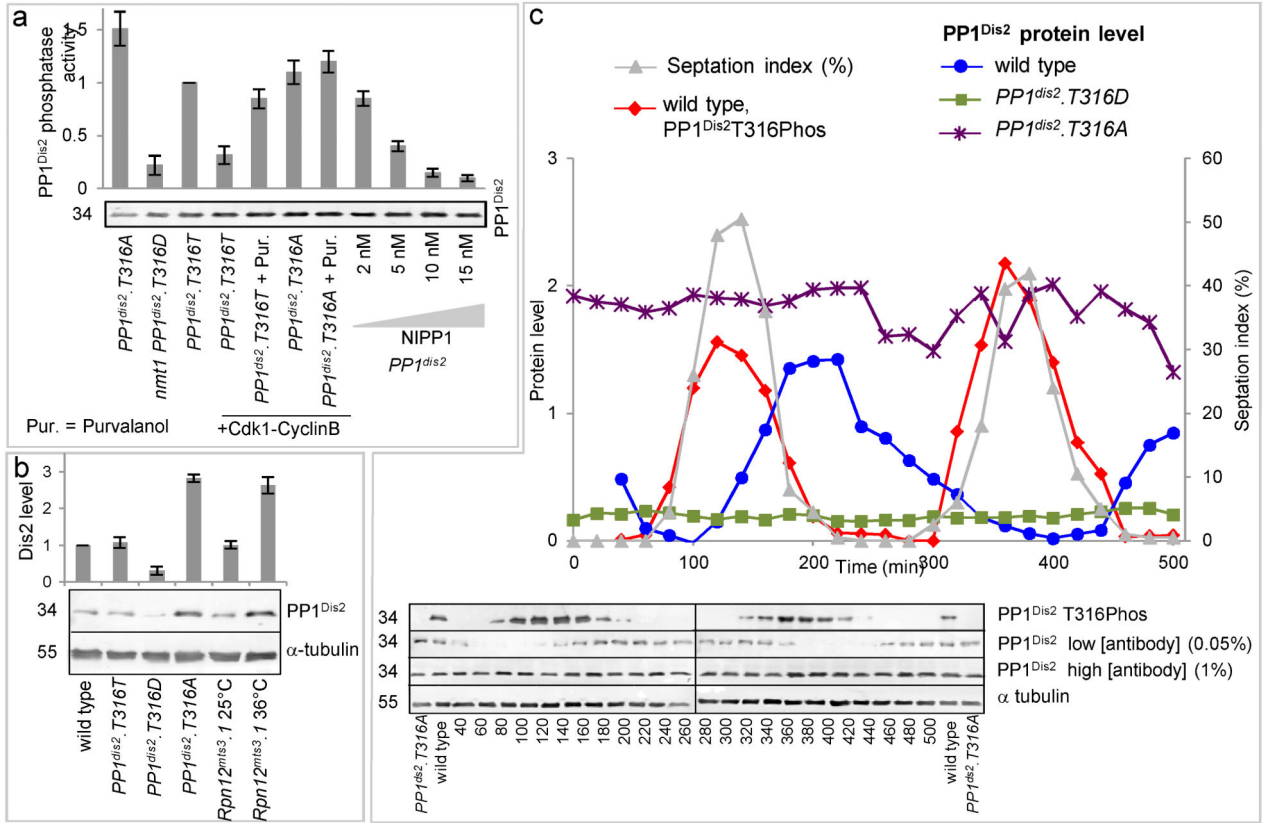 a
PP1Dis2 phosphatase activity
1.5
1
0.5
0
34
PP1Dis2
PP1dis2.T316A
nmt1 PP1dis2.T316D
PP1dis2.T316T
PP1dis2.T316T
PP1ds2.T316T + Pur.
PP1dis2.T316A
PP1ds2.T316A + Pur.
2 nM
5 nM
10 nM
15 nM
NIPP1
PP1dis2
Pur. = Purvalanol
+Cdk1-CyclinB
b
Dis2 level
3
2
1
0
34
PP1Dis2
55
α-tubulin
wild type
PP1dis2.T316T
PP1dis2.T316D
PP1dis2.T316A
Rpn12mts3.1 25°C
Rpn12mts3.1 36°C
c
Septation index (%)
wild type, PP1Dis2T316Phos
PP1Dis2 protein level
wild type
PP1dis2.T316D
PP1dis2.T316A
Protein level
3
2
1
0
Septation index (%)
60
50
40
30
20
10
0
0 100 200 300 400 500
Time (min)
34
PP1Dis2 T316Phos
34
PP1Dis2 low [antibody] (0.05%)
34
PP1Dis2 high [antibody] (1%)
55
α tubulin
PP1ds2.T316A
wild type
40 60 80 100 120 140 160 180 200 220 240 260 280 300 320 340 360 380 400 420 440 460 480 500
wild type
PP1ds2.T316A